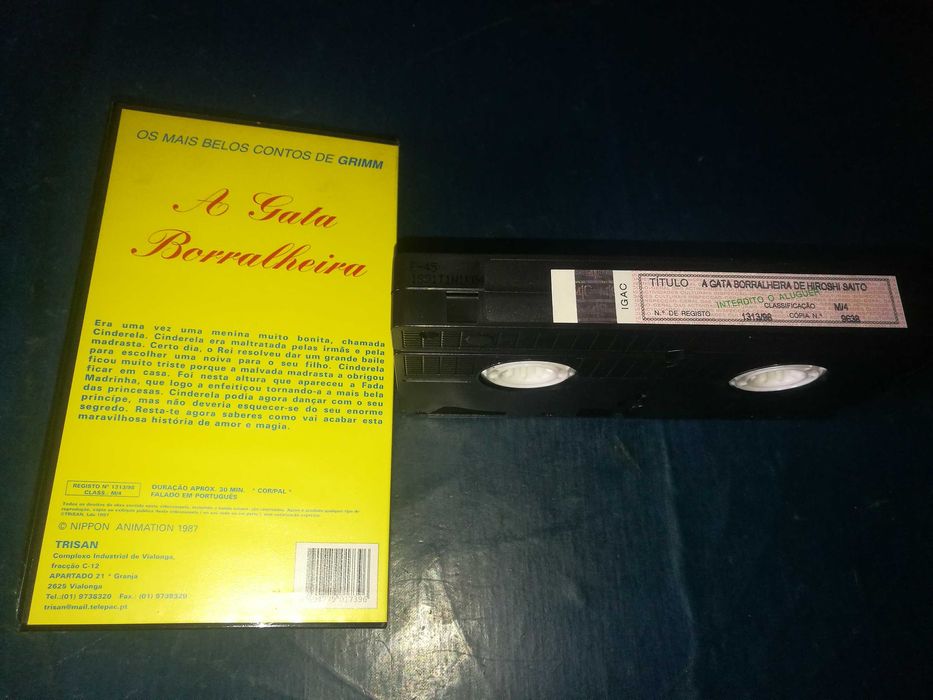 OS MAIS BELOS CONTOS DE GRIMM
A Gata
Borralheira
Era uma vez uma menina muito bonita, chamada
Cinderela. Cinderela era maltratada pelas irmãs e pela
madrasta. Certo dia, o Rei resolveu dar um grande baile
para escolher uma noiva para o seu filho. Cinderela
ficou muito triste porque a malvada madrasta a obrigou
ficar em casa. Foi nesta altura que apareceu a Fada
Madrinha, que logo a enfeitiçou tornando-a a mais bela
das princesas. Cinderela podia agora dançar com o seu
príncipe, mas não deveria esquecer-se do seu enorme
segredo. Resta-te agora saberes como vai acabar esta
maravilhosa história de amor e magia.
REGISTO Nº 1313/98
CLASS.: M/4
DURAÇÃO APROX. 30 MIN. * COR/PAL *
FALADO EM PORTUGUÊS
©TRISAN, Lda 1997
© NIPPON ANIMATION 1987
TRISAN
Complexo Industrial de Vialonga,
fracção C-12
APARTADO 21 * Granja
2625 Vialonga
Tel.:(01) 9738320 Fax.: (01) 9738329
trisan@mail.telepac.pt
E-45
IGAC
TÍTULO A GATA BORRALHEIRA DE HIROSHI SAITO
INTERDITO O ALUGUER
CLASSIFICAÇÃO M/4
N.º DE REGISTO 1313/98 CÓPIA N.º 9638